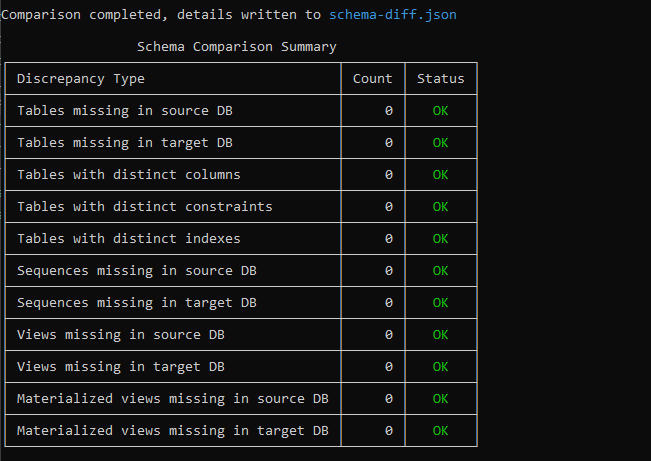 Comparison completed, details written to schema-diff.json
Schema Comparison Summary
Discrepancy Type Count Status
Tables missing in source DB 0 OK
Tables missing in target DB 0 OK
Tables with distinct columns 0 OK
Tables with distinct constraints 0 OK
Tables with distinct indexes 0 OK
Sequences missing in source DB 0 OK
Sequences missing in target DB 0 OK
Views missing in source DB 0 OK
Views missing in target DB 0 OK
Materialized views missing in source DB 0 OK
Materialized views missing in target DB 0 OK